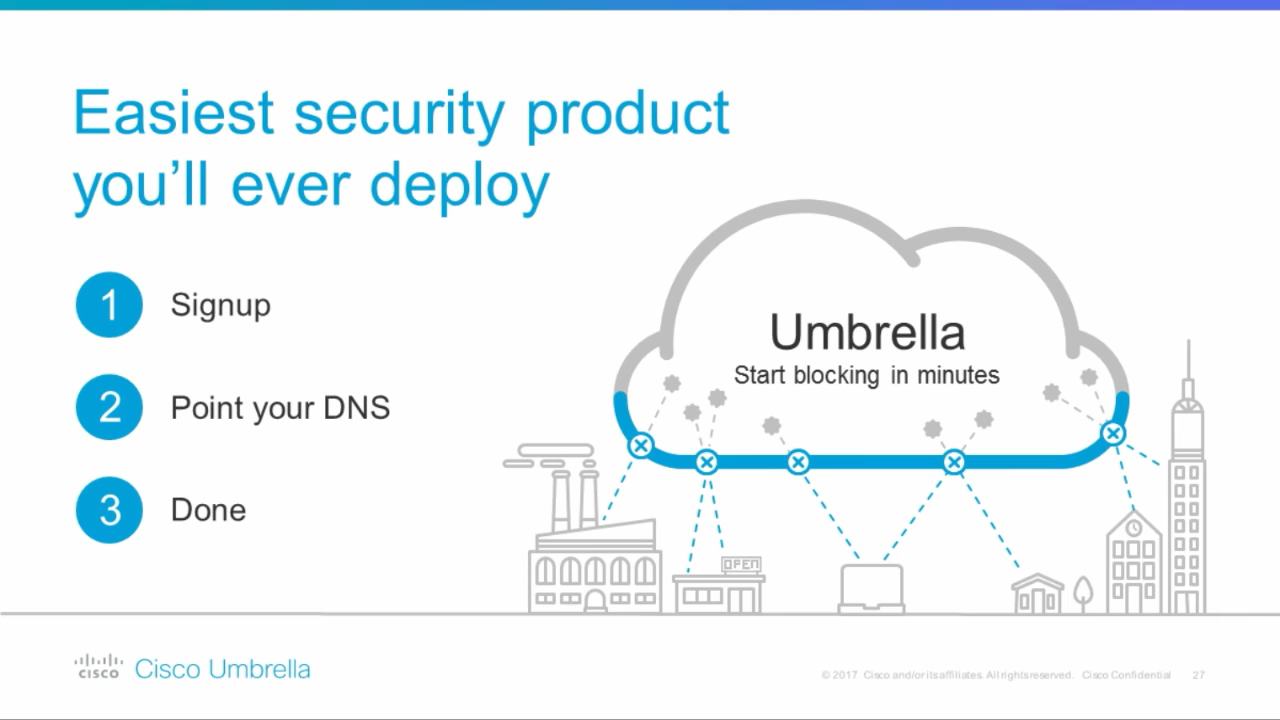 Easiest security product
you’ll ever deploy
1 Signup
2 Point your DNS
3 Done
Umbrella
Start blocking in minutes
OPEN
CISCO Cisco Umbrella
© 2017 Cisco and/or its affiliates. All rights reserved. Cisco Confidential 27